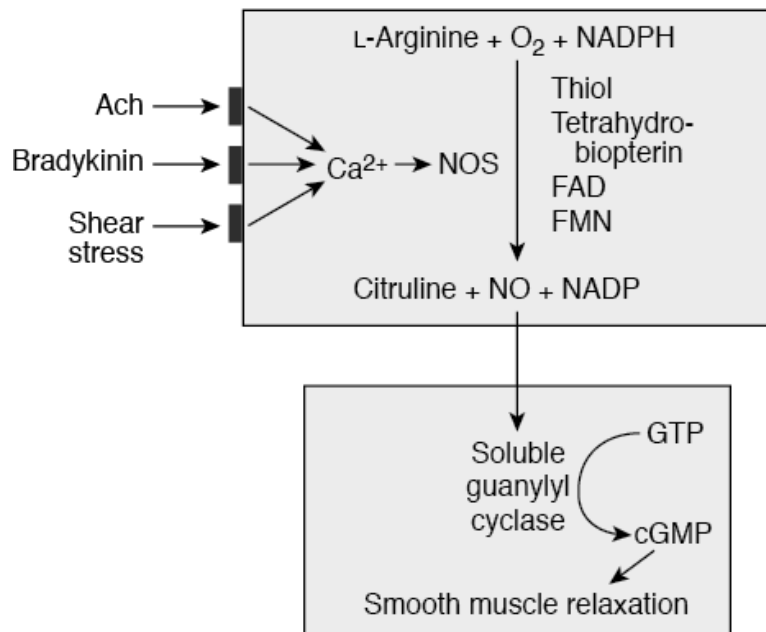 L-Arginine + O₂ + NADPH
Ach
Bradykinin
Shear
stress
Ca²⁺
NOS
Thiol
Tetrahydro-
biopterin
FAD
FMN
Citruline + NO + NADP
Soluble
guanylyl
cyclase
GTP
cGMP
Smooth muscle relaxation